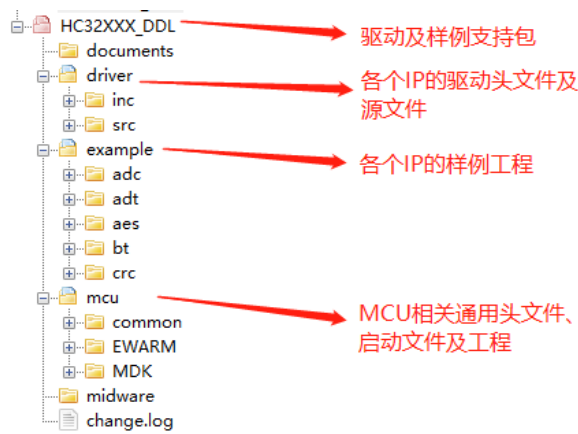 HC32XXX_DDL
驱动及样例支持包
documents
driver
各个IP的驱动头文件及
源文件
inc
src
example
各个IP的样例工程
adc
adt
aes
bt
crc
mcu
MCU相关通用头文件、
启动文件及工程
common
EWARM
MDK
midware
change.log